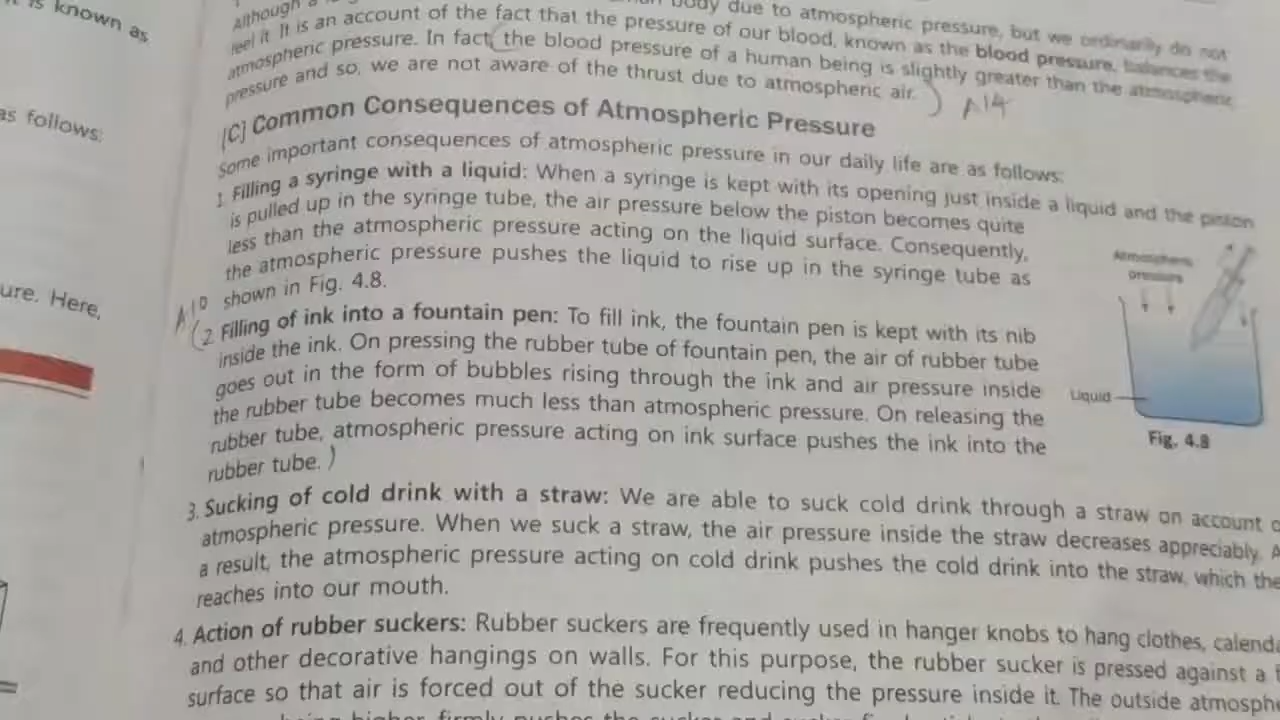 is known as
as follows:
ure. Here,
Although a
body due to atmospheric pressure, but we ordinarily do not
feel it. It is an account of the fact that the pressure of our blood, known as the blood pressure, balances the
atmospheric pressure. In fact, the blood pressure of a human being is slightly greater than the atmospheric
pressure and so, we are not aware of the thrust due to atmospheric air. )
[C] Common Consequences of Atmospheric Pressure
Some important consequences of atmospheric pressure in our daily life are as follows:
1. Filling a syringe with a liquid: When a syringe is kept with its opening just inside a liquid and the piston
is pulled up in the syringe tube, the air pressure below the piston becomes quite
less than the atmospheric pressure acting on the liquid surface. Consequently,
the atmospheric pressure pushes the liquid to rise up in the syringe tube as
shown in Fig. 4.8.
(2. Filling of ink into a fountain pen: To fill ink, the fountain pen is kept with its nib
inside the ink. On pressing the rubber tube of fountain pen, the air of rubber tube
goes out in the form of bubbles rising through the ink and air pressure inside
the rubber tube becomes much less than atmospheric pressure. On releasing the
rubber tube, atmospheric pressure acting on ink surface pushes the ink into the
rubber tube. )
Atmospheric
pressure
Liquid
Fig. 4.8
3. Sucking of cold drink with a straw: We are able to suck cold drink through a straw on account
atmospheric pressure. When we suck a straw, the air pressure inside the straw decreases appreciably.
a result, the atmospheric pressure acting on cold drink pushes the cold drink into the straw, which
reaches into our mouth.
4. Action of rubber suckers: Rubber suckers are frequently used in hanger knobs to hang clothes, calend
and other decorative hangings on walls. For this purpose, the rubber sucker is pressed against a
surface so that air is forced out of the sucker reducing the pressure inside it. The outside atmosph